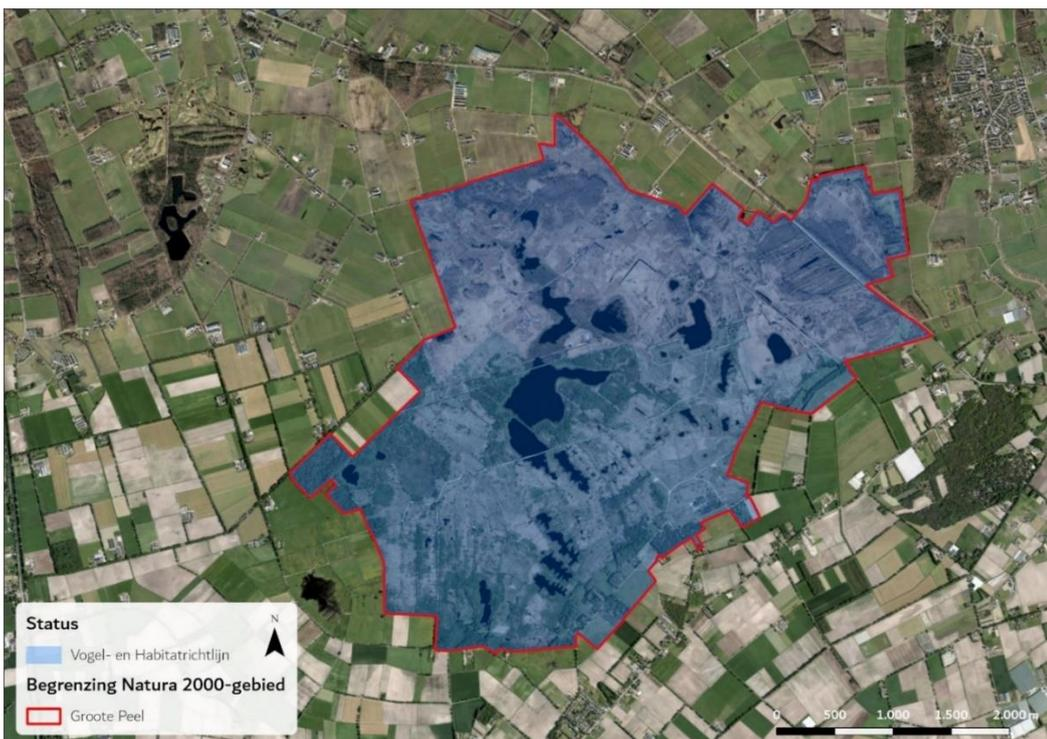 Status
N
Vogel- en Habitatrichtlijn
Begrenzing Natura 2000-gebied
Groote Peel
0 500 1.000 1.500 2.000 m